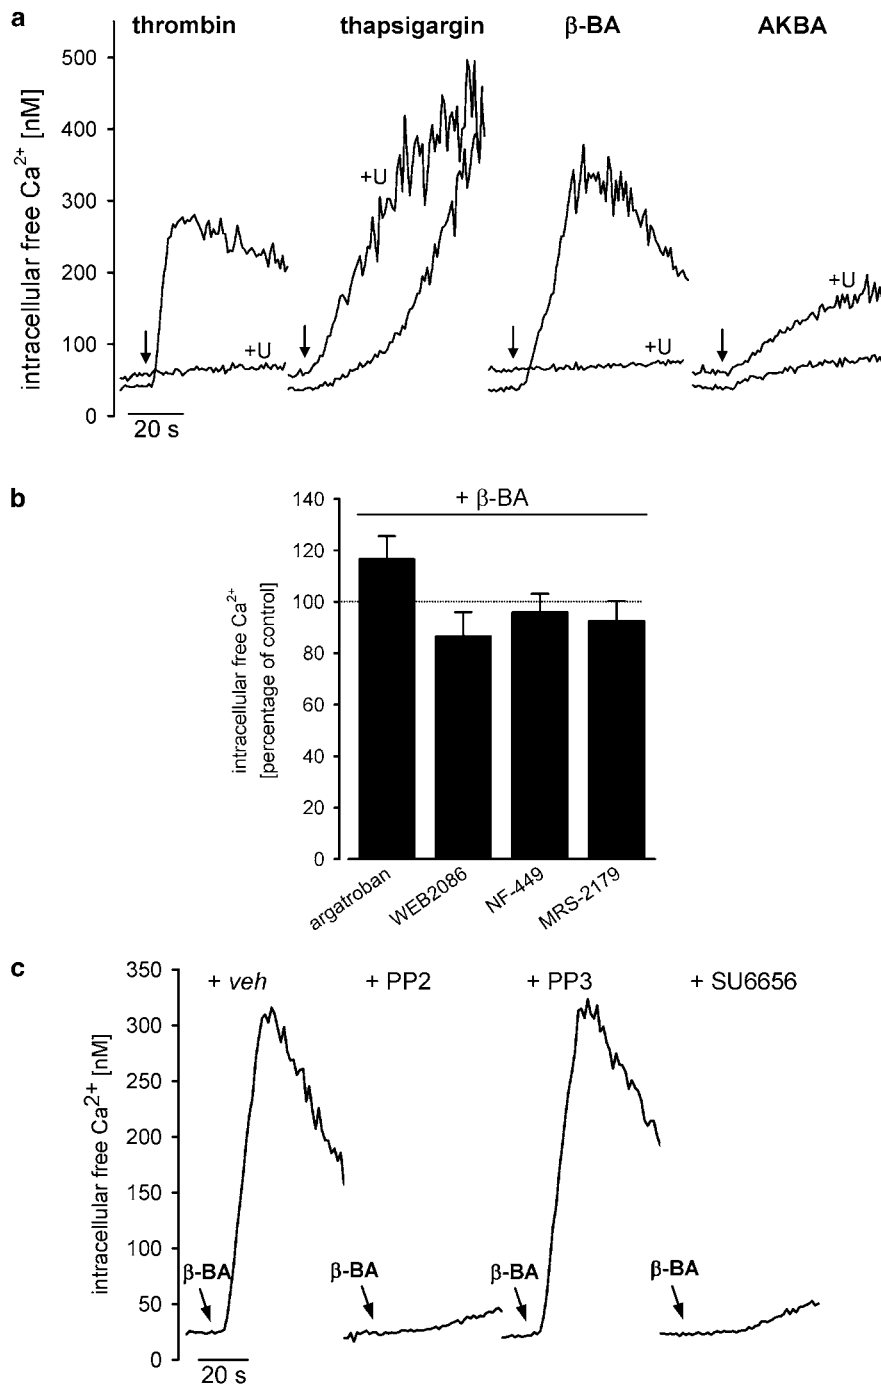 a
thrombin thapsigargin β-BA AKBA
intracellular free Ca2+ [nM]
500
400
300
200
100
0
+U
+U
+U
+U
20 s
b
+ β-BA
intracellular free Ca2+
[percentage of control]
140
120
100
80
60
40
20
0
argatroban
WEB2086
NF-449
MRS-2179
c
+ veh + PP2 + PP3 + SU6656
intracellular free Ca2+ [nM]
350
300
250
200
150
100
50
0
β-BA β-BA β-BA β-BA
20 s